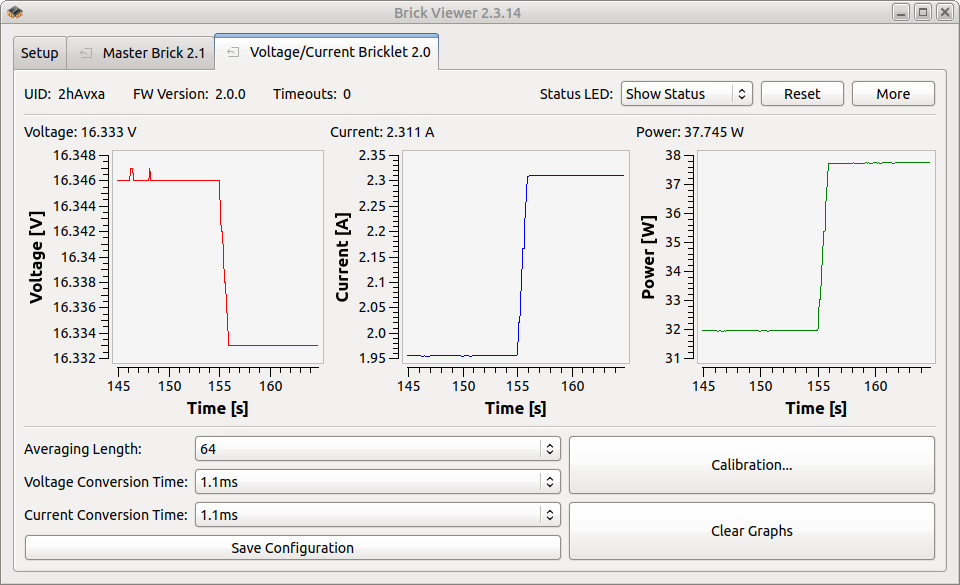 Brick Viewer 2.3.14
Setup Master Brick 2.1 Voltage/Current Bricklet 2.0
UID: 2hAvxa FW Version: 2.0.0 Timeouts: 0 Status LED: Show Status Reset More
Voltage: 16.333 V Current: 2.311 A Power: 37.745 W
16.348
16.346
16.344
16.342
16.34
16.338
16.336
16.334
16.332
Voltage [V]
145 150 155 160
Time [s]
2.35
2.3
2.25
2.2
2.15
2.1
2.05
2.0
1.95
Current [A]
145 150 155 160
Time [s]
38
37
36
35
34
33
32
31
Power [W]
145 150 155 160
Time [s]
Averaging Length: 64
Voltage Conversion Time: 1.1ms
Current Conversion Time: 1.1ms
Save Configuration
Calibration...
Clear Graphs